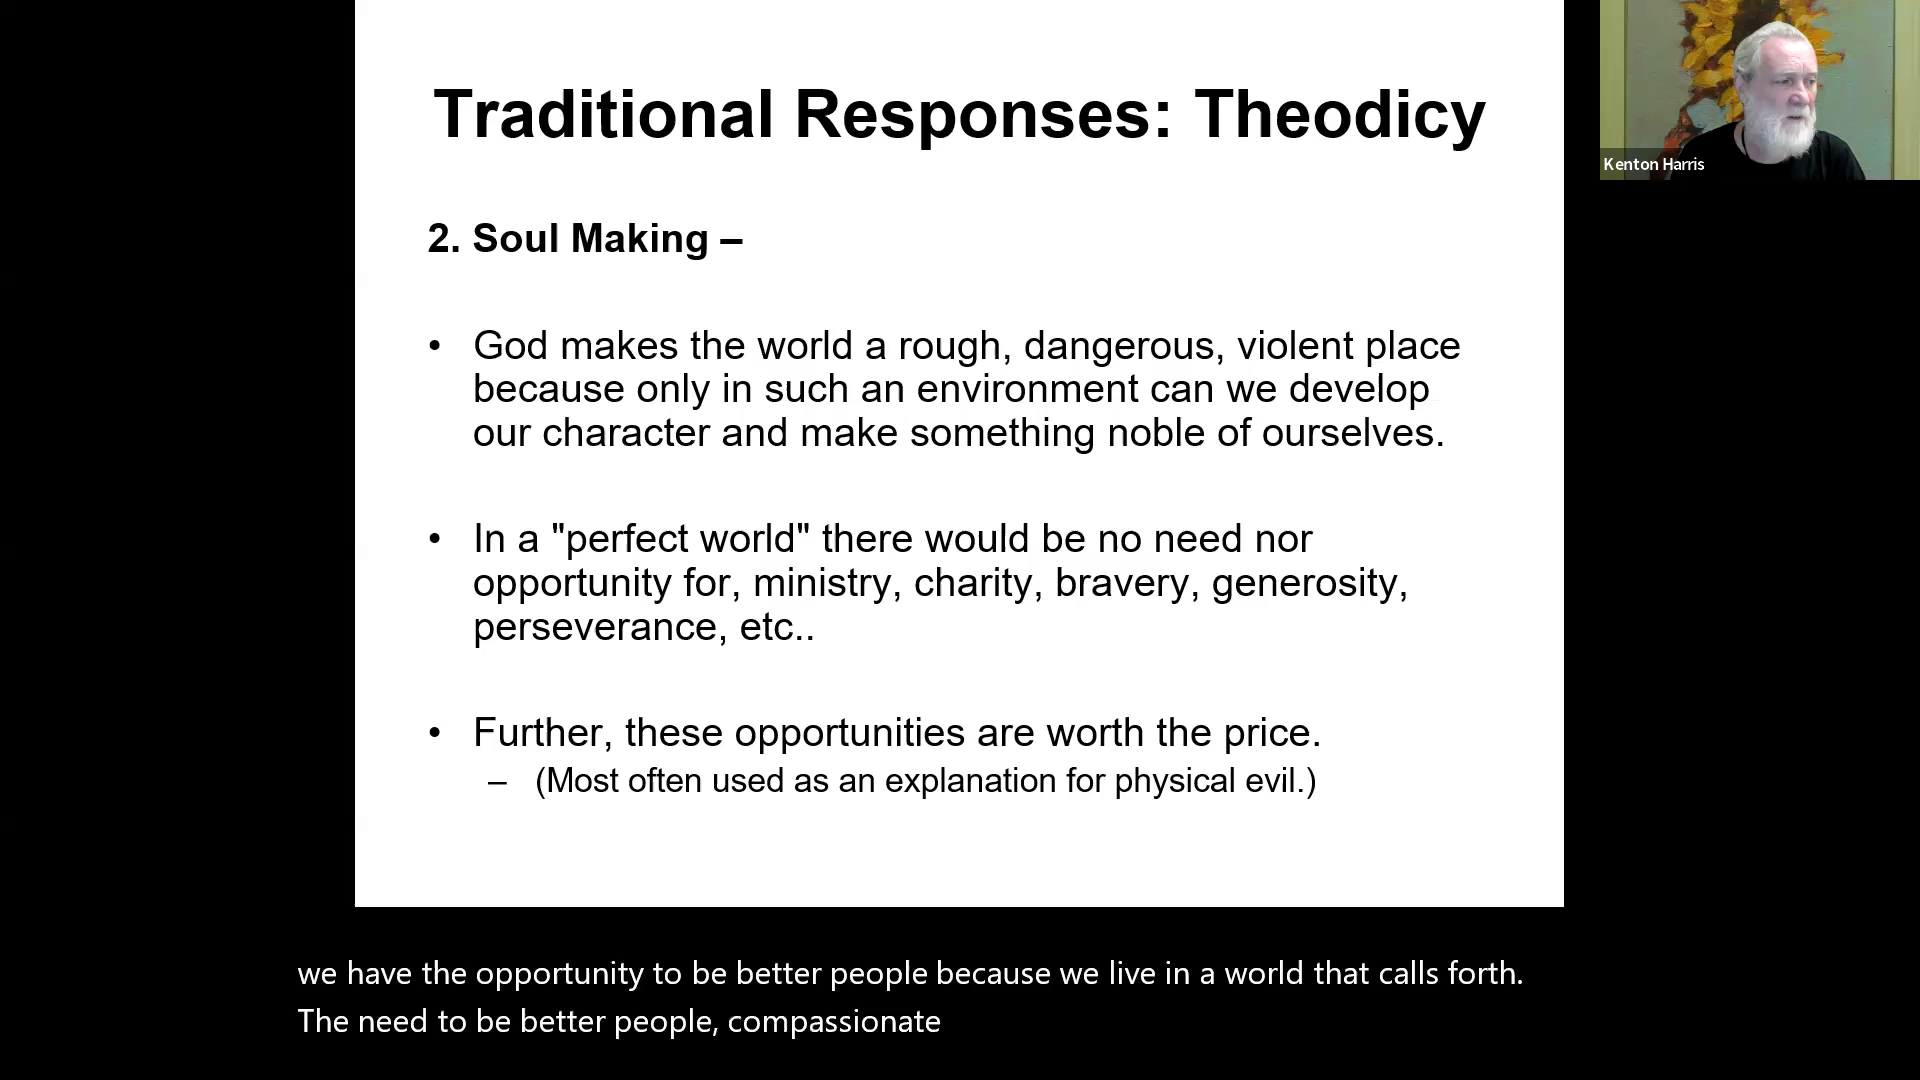 Traditional Responses: Theodicy
Kenton Harris
2. Soul Making –
• God makes the world a rough, dangerous, violent place
because only in such an environment can we develop
our character and make something noble of ourselves.
• In a "perfect world" there would be no need nor
opportunity for, ministry, charity, bravery, generosity,
perseverance, etc..
• Further, these opportunities are worth the price.
– (Most often used as an explanation for physical evil.)
we have the opportunity to be better people because we live in a world that calls forth.
The need to be better people, compassionate